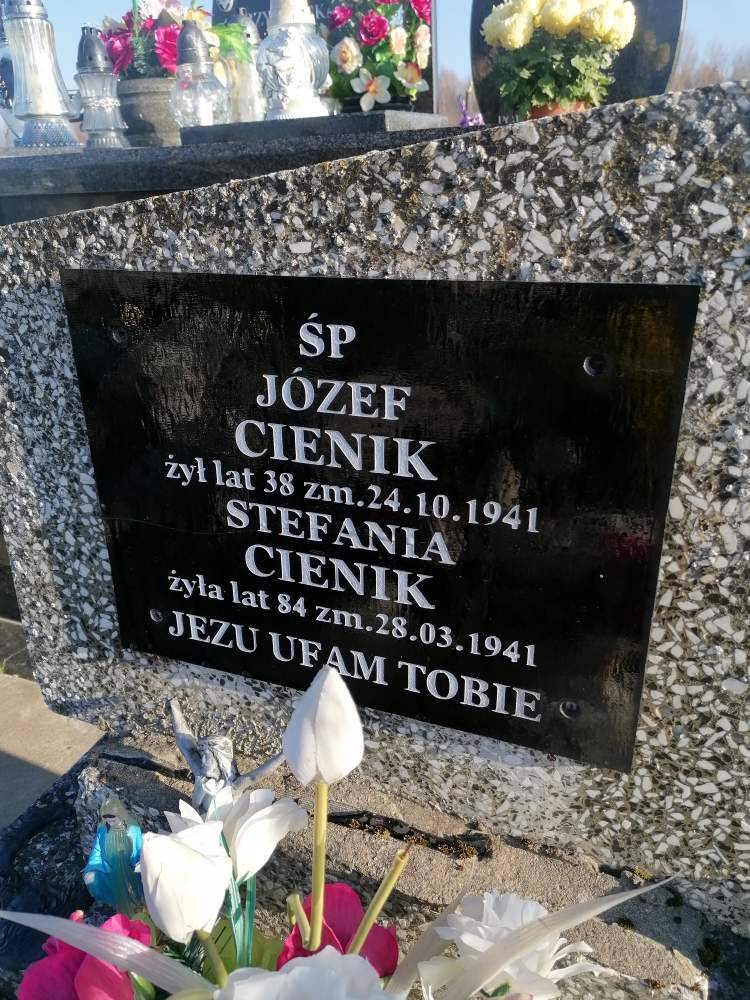 ŚP
JÓZEF
CIENIK
żył lat 38 zm.24.10.1941
STEFANIA
CIENIK
żyła lat 84 zm.28.03.1941
JEZU UFAM TOBIE